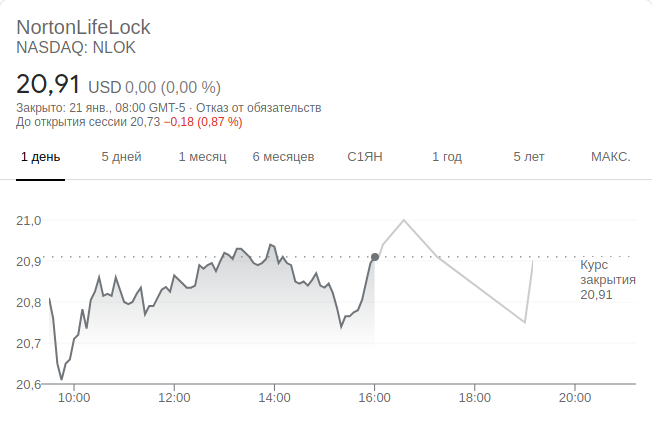 NortonLifeLock
NASDAQ: NLOK
20,91 USD 0,00 (0,00 %)
Закрыто: 21 янв., 08:00 GMT-5 · Отказ от обязательств
До открытия сессии 20,73 −0,18 (0,87 %)
1 день 5 дней 1 месяц 6 месяцев С1ЯН 1 год 5 лет МАКС.
21,0
20,9
20,8
20,7
20,6
Курс
закрытия
20,91
10:00 12:00 14:00 16:00 18:00 20:00